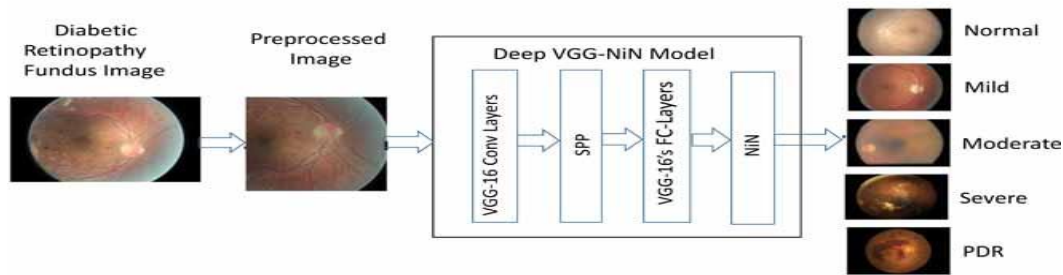 Diabetic
Retinopathy
Fundus Image
Preprocessed
Image
Deep VGG-NiN Model
VGG-16 Conv Layers
SPP
VGG-16's FC-Layers
NiN
Normal
Mild
Moderate
Severe
PDR